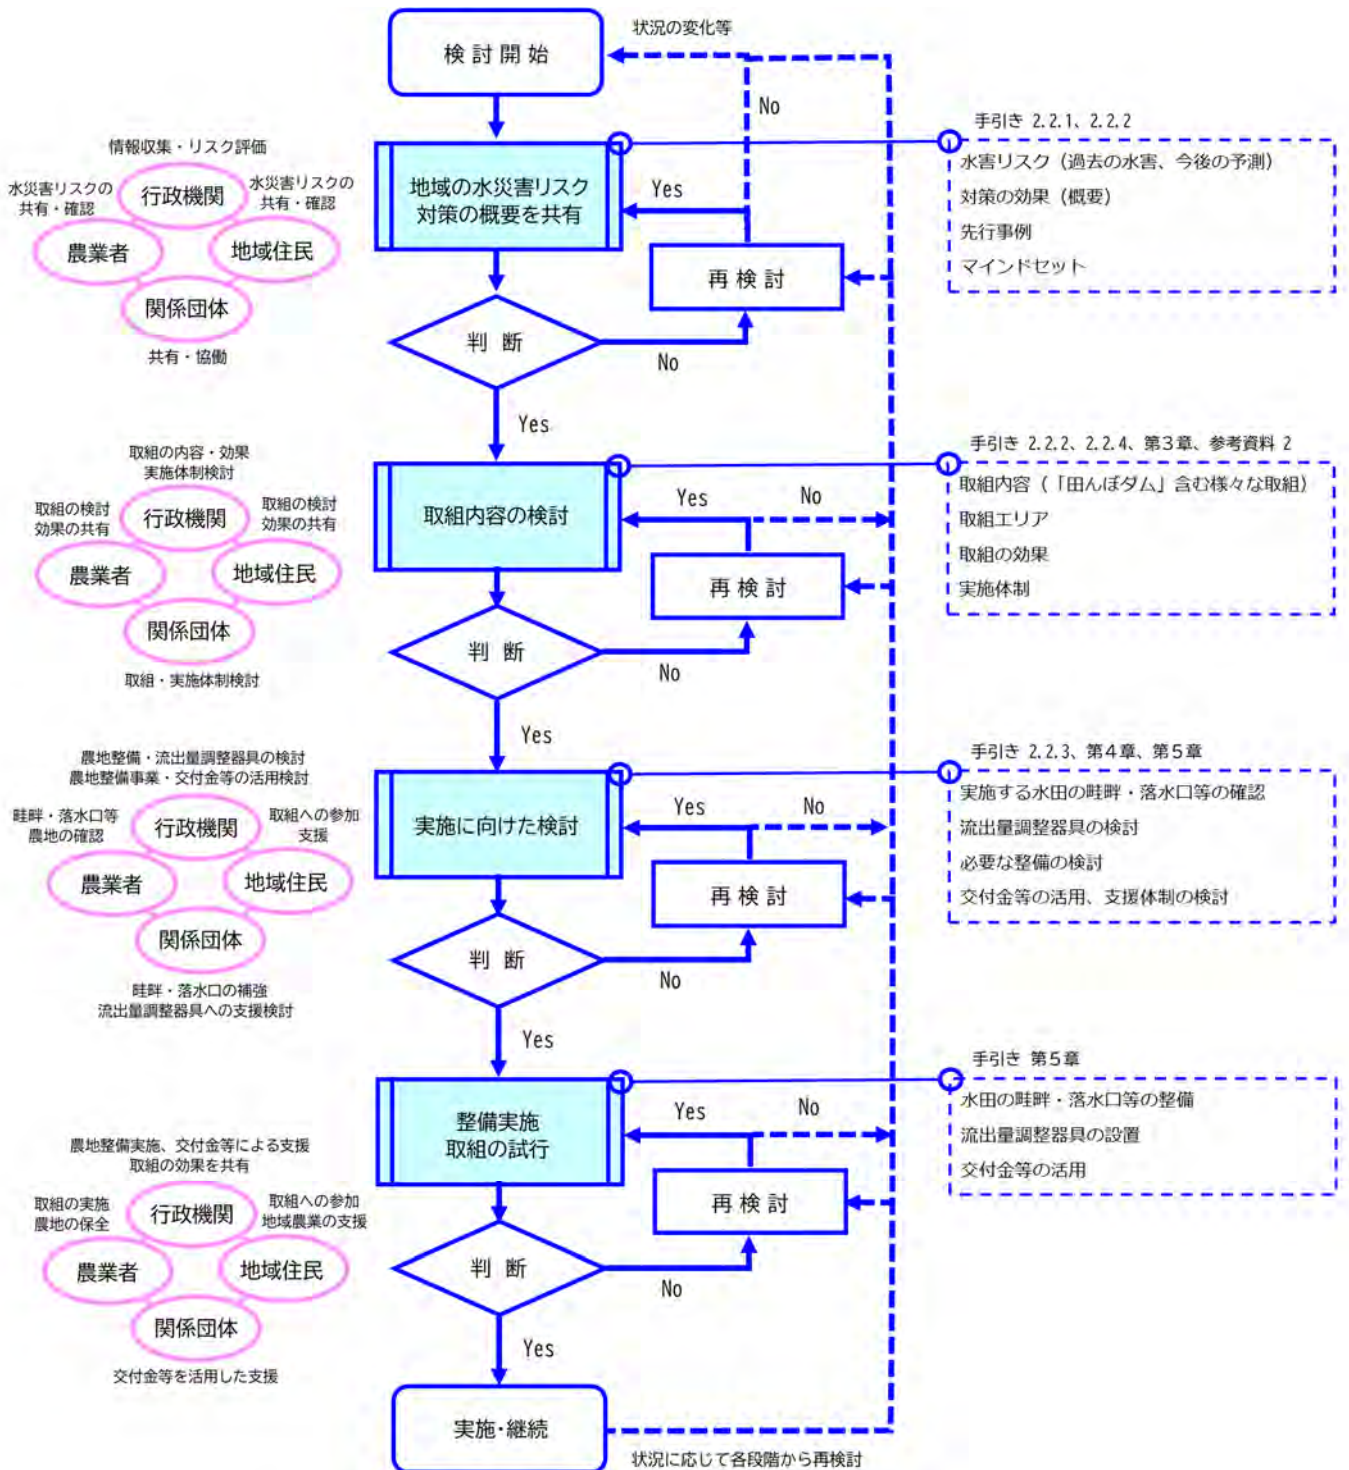 検討開始
状況の変化等
No
手引き 2.2.1、2.2.2
水害リスク（過去の水害、今後の予測）
対策の効果（概要）
先行事例
マインドセット
情報収集・リスク評価
水災害リスクの
共有・確認
行政機関
水災害リスクの
共有・確認
農業者
地域住民
関係団体
共有・協働
地域の水災害リスク
対策の概要を共有
Yes
再検討
判断
No
Yes
手引き 2.2.2、2.2.4、第３章、参考資料 2
取組内容（「田んぼダム」含む様々な取組）
取組エリア
取組の効果
実施体制
取組の内容・効果
実施体制検討
取組の検討
効果の共有
行政機関
取組の検討
効果の共有
農業者
地域住民
関係団体
取組・実施体制検討
取組内容の検討
Yes
No
再検討
判断
No
Yes
手引き 2.2.3、第４章、第５章
実施する水田の畦畔・落水口等の確認
流出量調整器具の検討
必要な整備の検討
交付金等の活用、支援体制の検討
農地整備・流出量調整器具の検討
農地整備事業・交付金等の活用検討
畦畔・落水口等
農地の確認
行政機関
取組への参加
支援
農業者
地域住民
関係団体
畦畔・落水口の補強
流出量調整器具への支援検討
実施に向けた検討
Yes
No
再検討
判断
No
Yes
手引き 第５章
水田の畦畔・落水口等の整備
流出量調整器具の設置
交付金等の活用
農地整備実施、交付金等による支援
取組の効果を共有
取組の実施
農地の保全
行政機関
取組への参加
地域農業の支援
農業者
地域住民
関係団体
交付金等を活用した支援
整備実施
取組の試行
Yes
No
再検討
判断
No
Yes
実施・継続
状況に応じて各段階から再検討